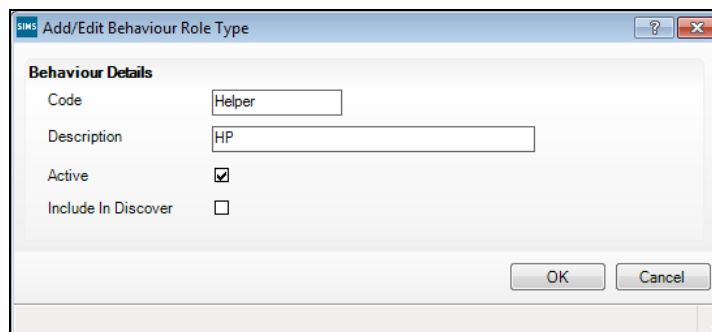 SIMS Add/Edit Behaviour Role Type ?
Behaviour Details
Code Helper
Description HP
Active
Include In Discover
OK Cancel